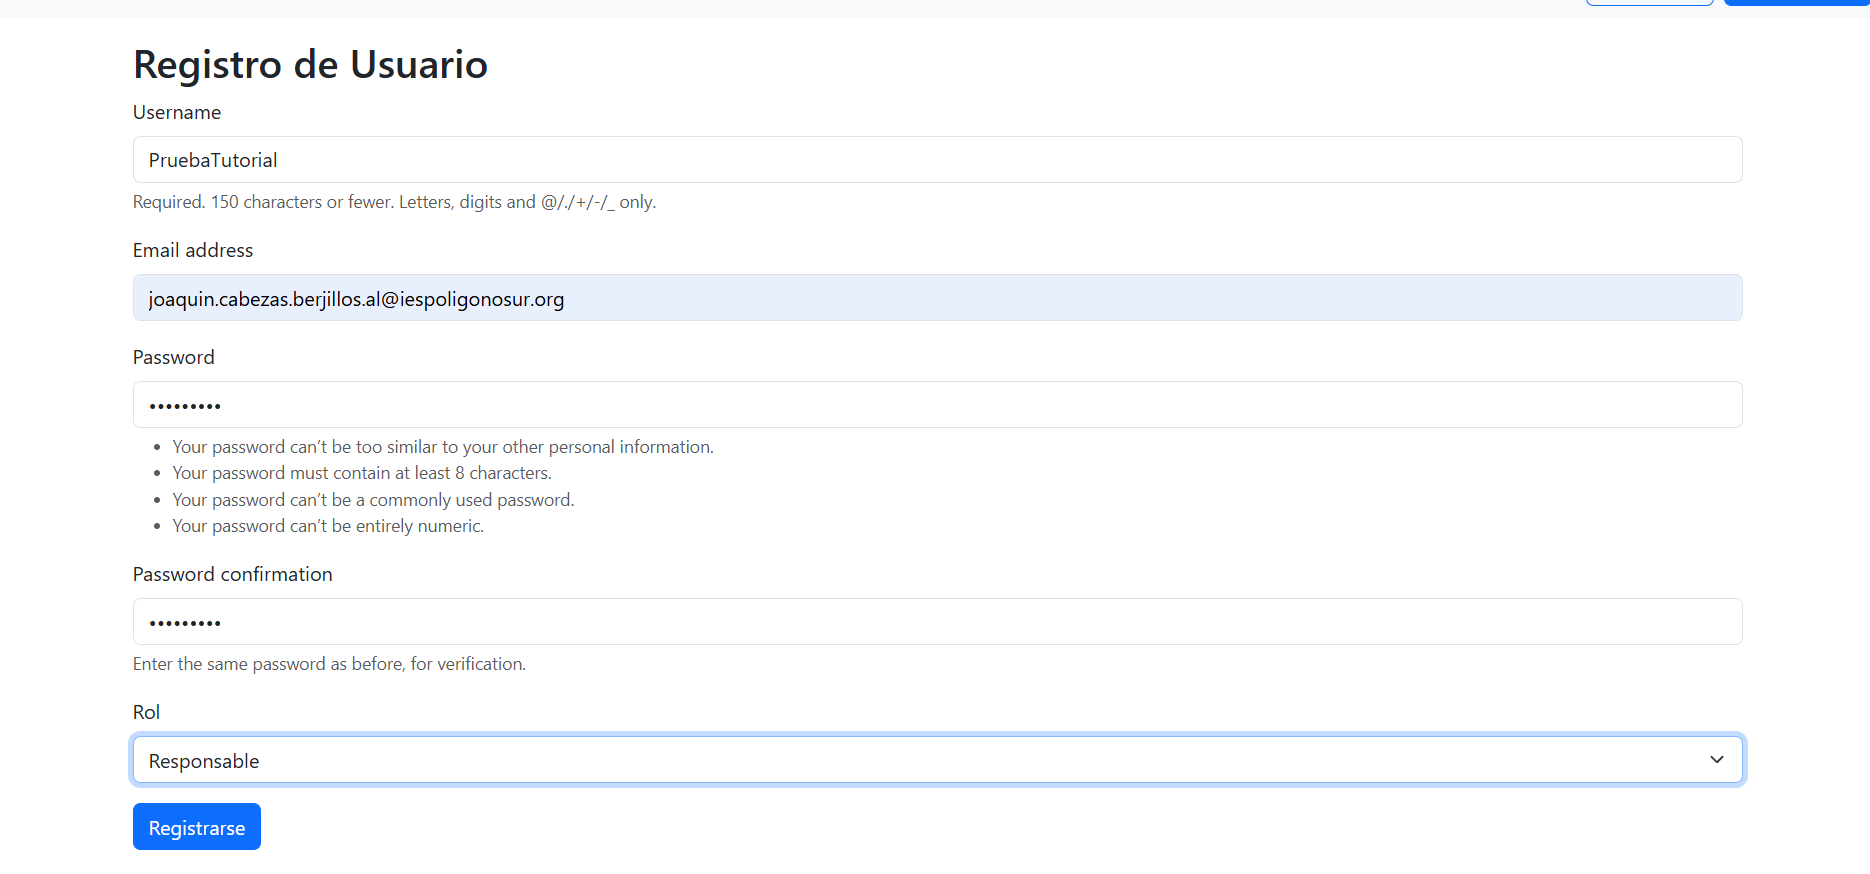 Registro de Usuario
Username
PruebaTutorial
Required. 150 characters or fewer. Letters, digits and @/./+/-/_ only.
Email address
joaquin.cabezas.berjillos.al@iespoligonosur.org
Password
•••••••••
Your password can’t be too similar to your other personal information.
Your password must contain at least 8 characters.
Your password can’t be a commonly used password.
Your password can’t be entirely numeric.
Password confirmation
•••••••••
Enter the same password as before, for verification.
Rol
Responsable
Registrarse